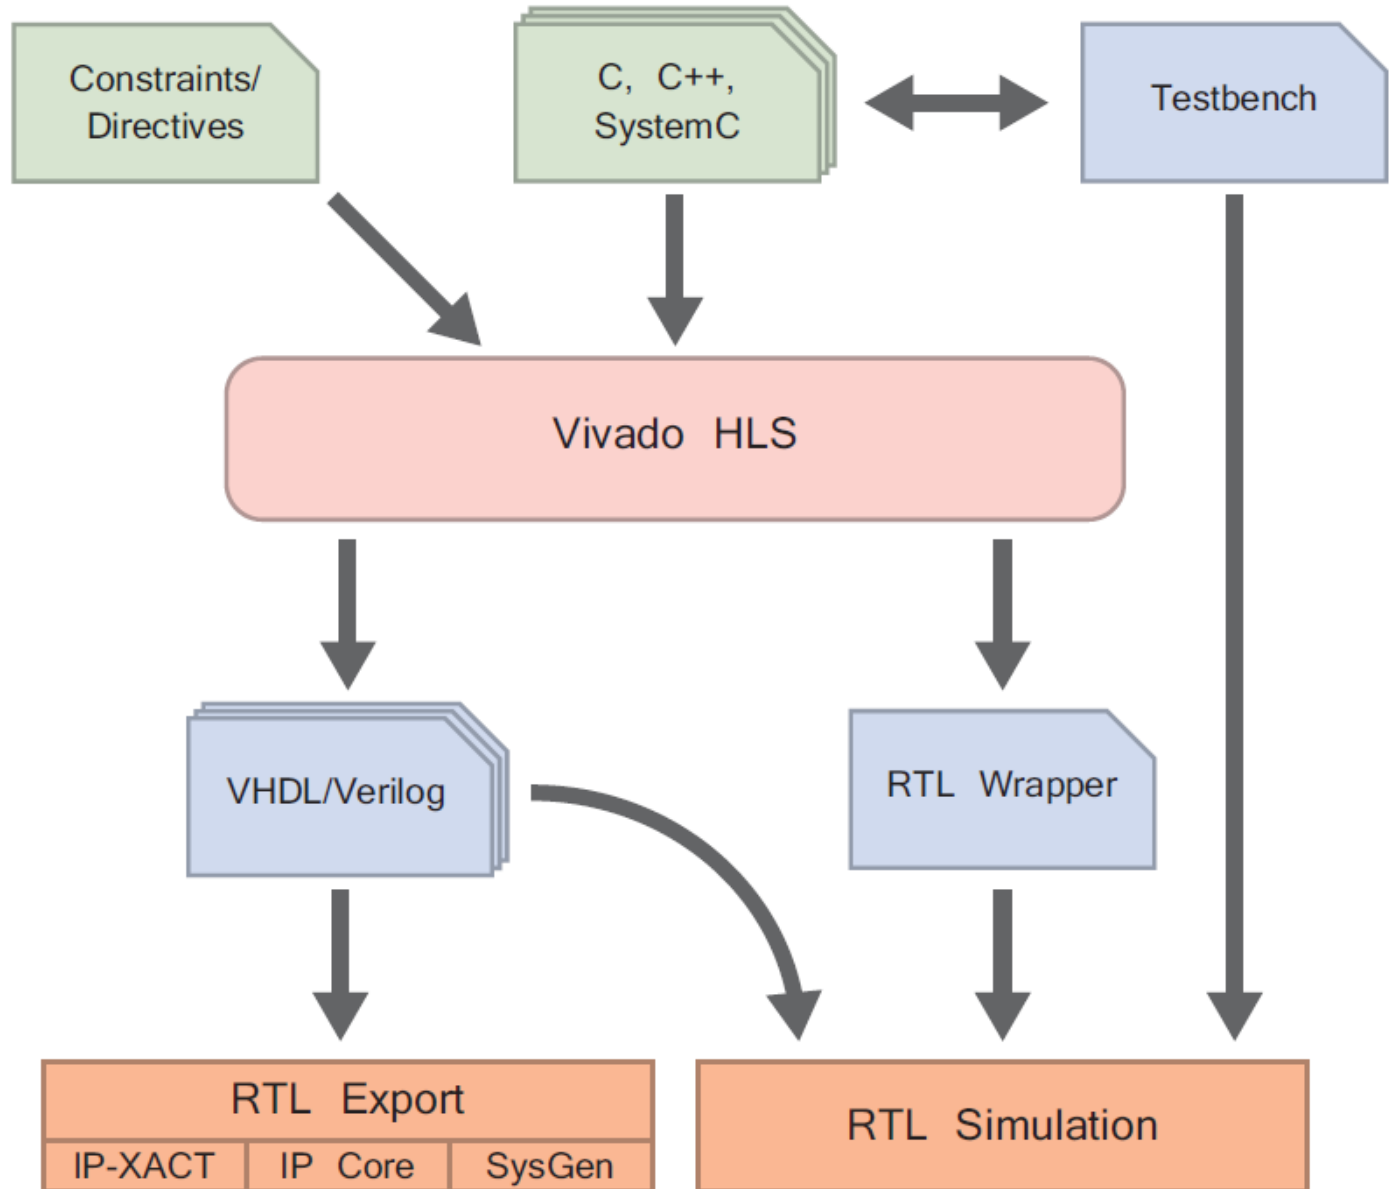 Constraints/
Directives
C, C++,
SystemC
Testbench
Vivado HLS
VHDL/Verilog
RTL Wrapper
RTL Export
IP-XACT
IP Core
SysGen
RTL Simulation